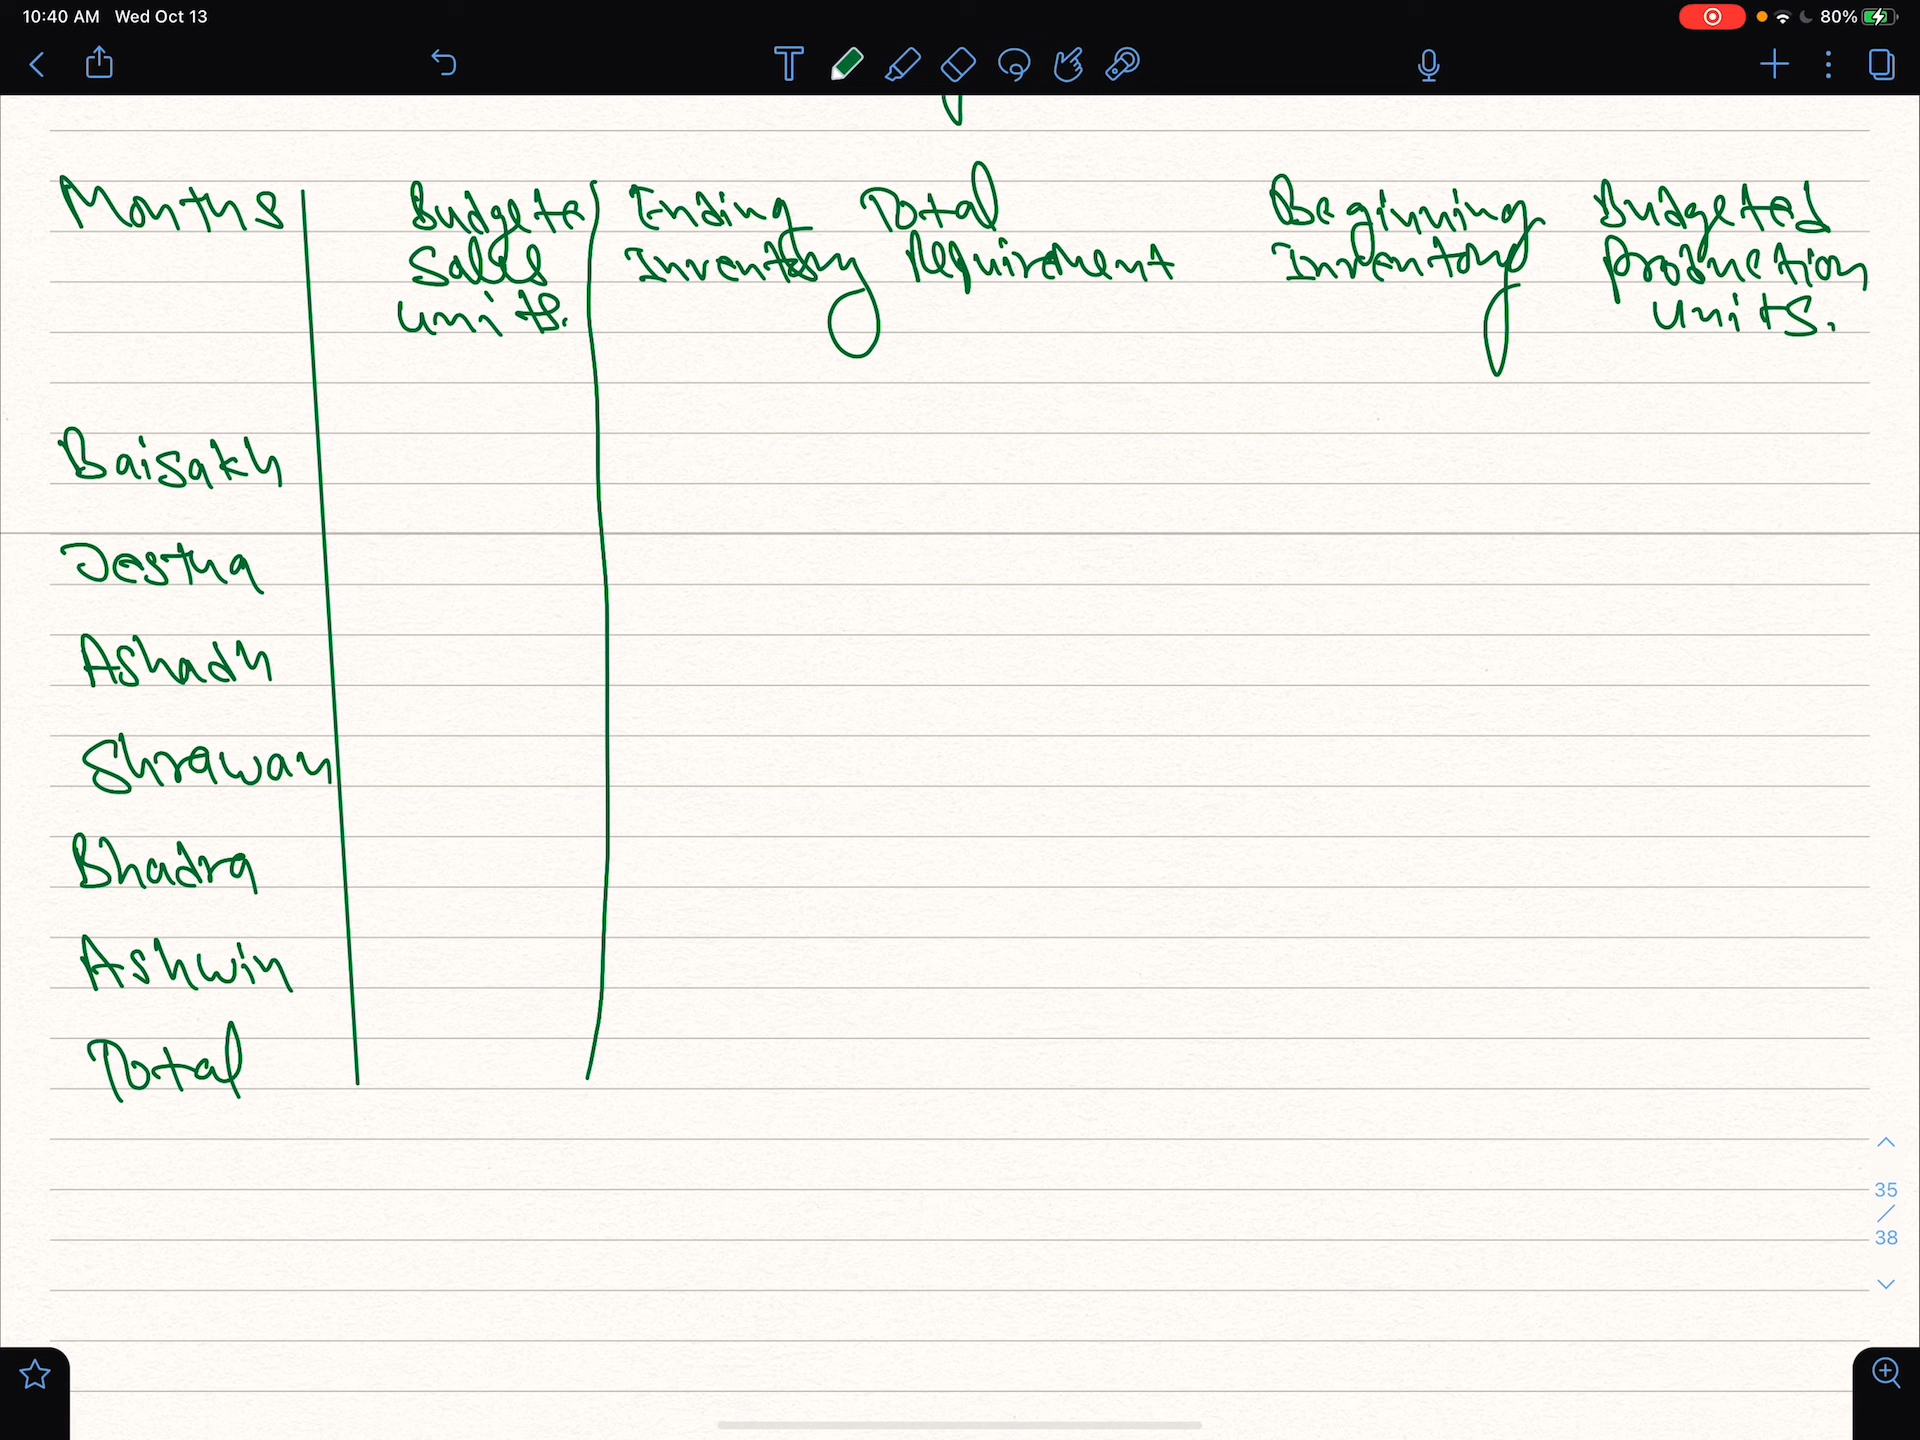 10:40 AM Wed Oct 13 80%
Months Budgete Ending Total Beginning Budgeted
Sales Inventory Requirement Inventory production
units. units.
Baisakh
Jestha
Ashadh
Shrawan
Bhadra
Ashwin
Total
35
/
38